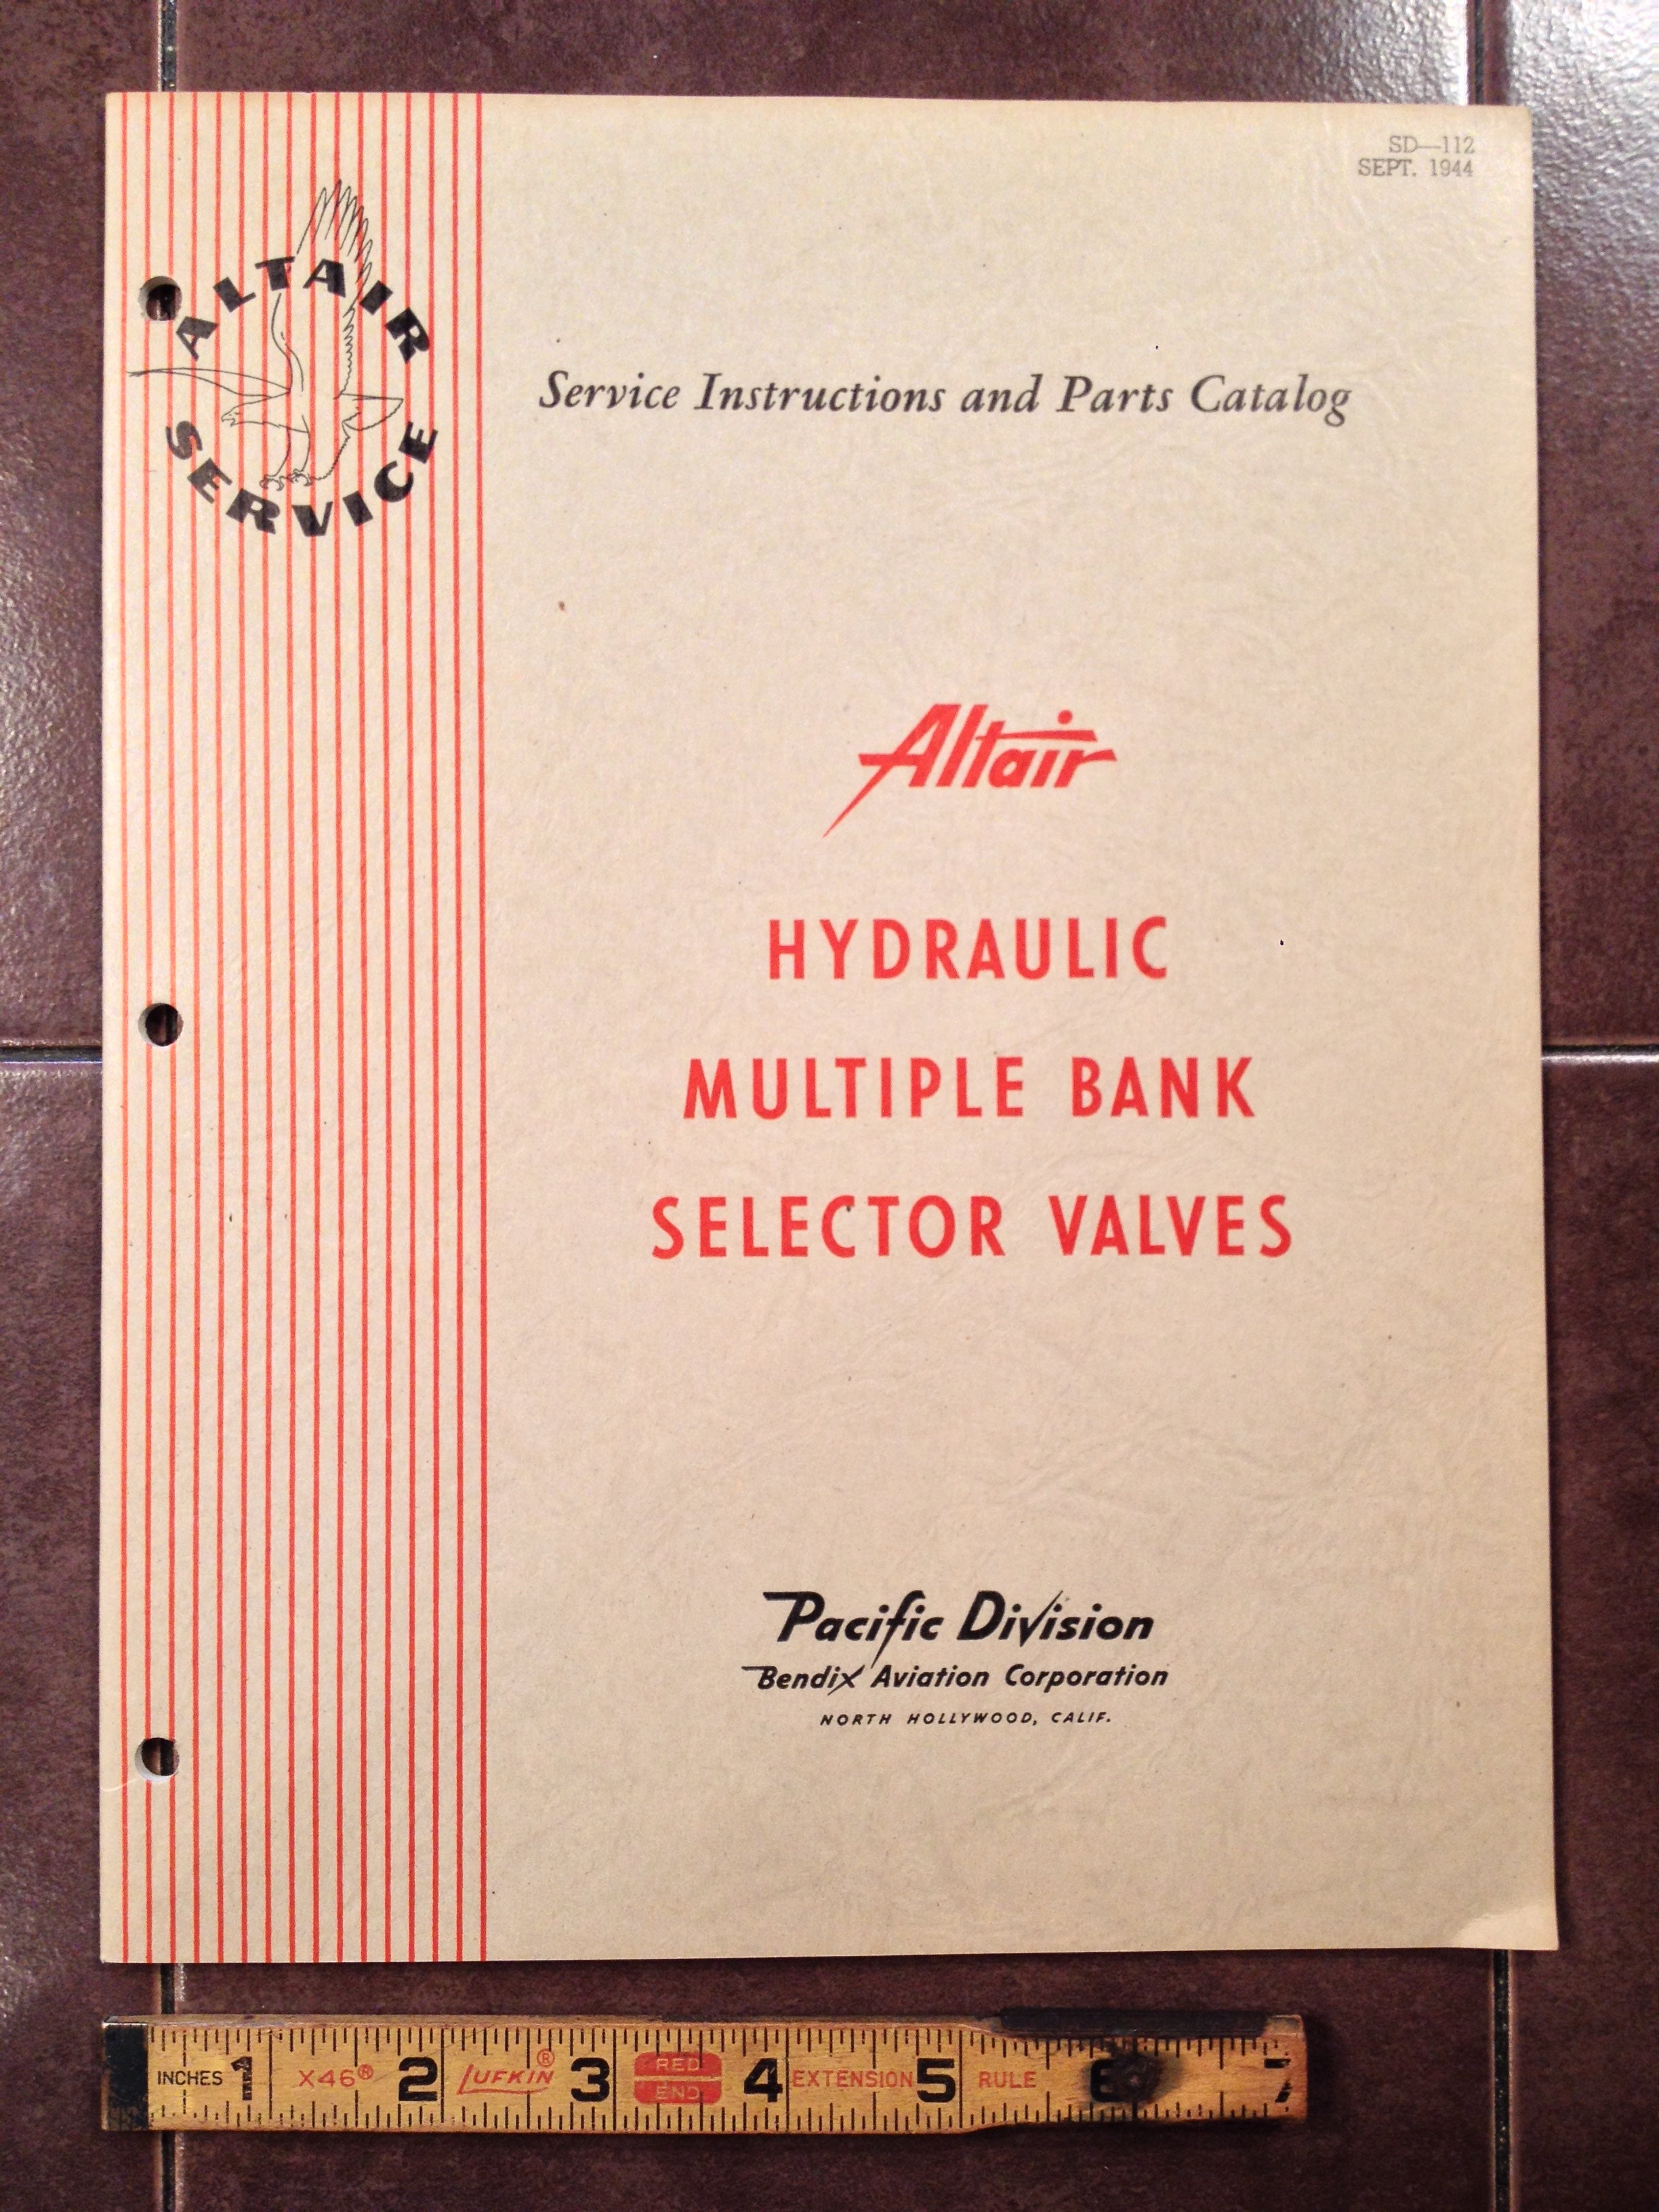 SD—112
SEPT. 1944
ALTAIR
SERVICE
Service Instructions and Parts Catalog
Altair
HYDRAULIC
MULTIPLE BANK
SELECTOR VALVES
Pacific Division
Bendix Aviation Corporation
NORTH HOLLYWOOD, CALIF.
INCHES 1 X46® 2 LUFKIN® 3 RED END 4 EXTENSION 5 RULE 6 7